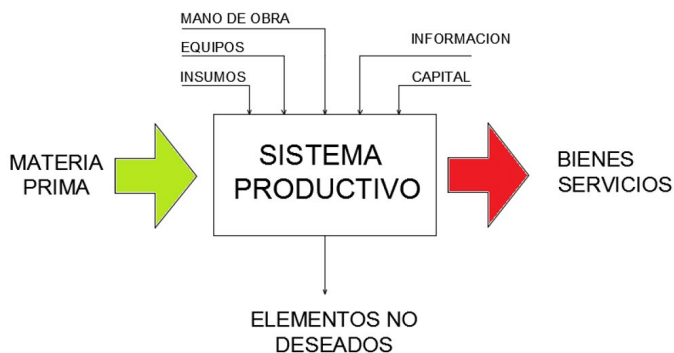 MANO DE OBRA
EQUIPOS
INFORMACION
INSUMOS
CAPITAL
MATERIA
PRIMA
SISTEMA
PRODUCTIVO
BIENES
SERVICIOS
ELEMENTOS NO
DESEADOS